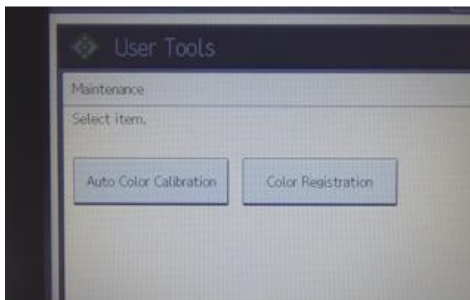 User Tools
Maintenance
Select item.
Auto Color Calibration
Color Registration